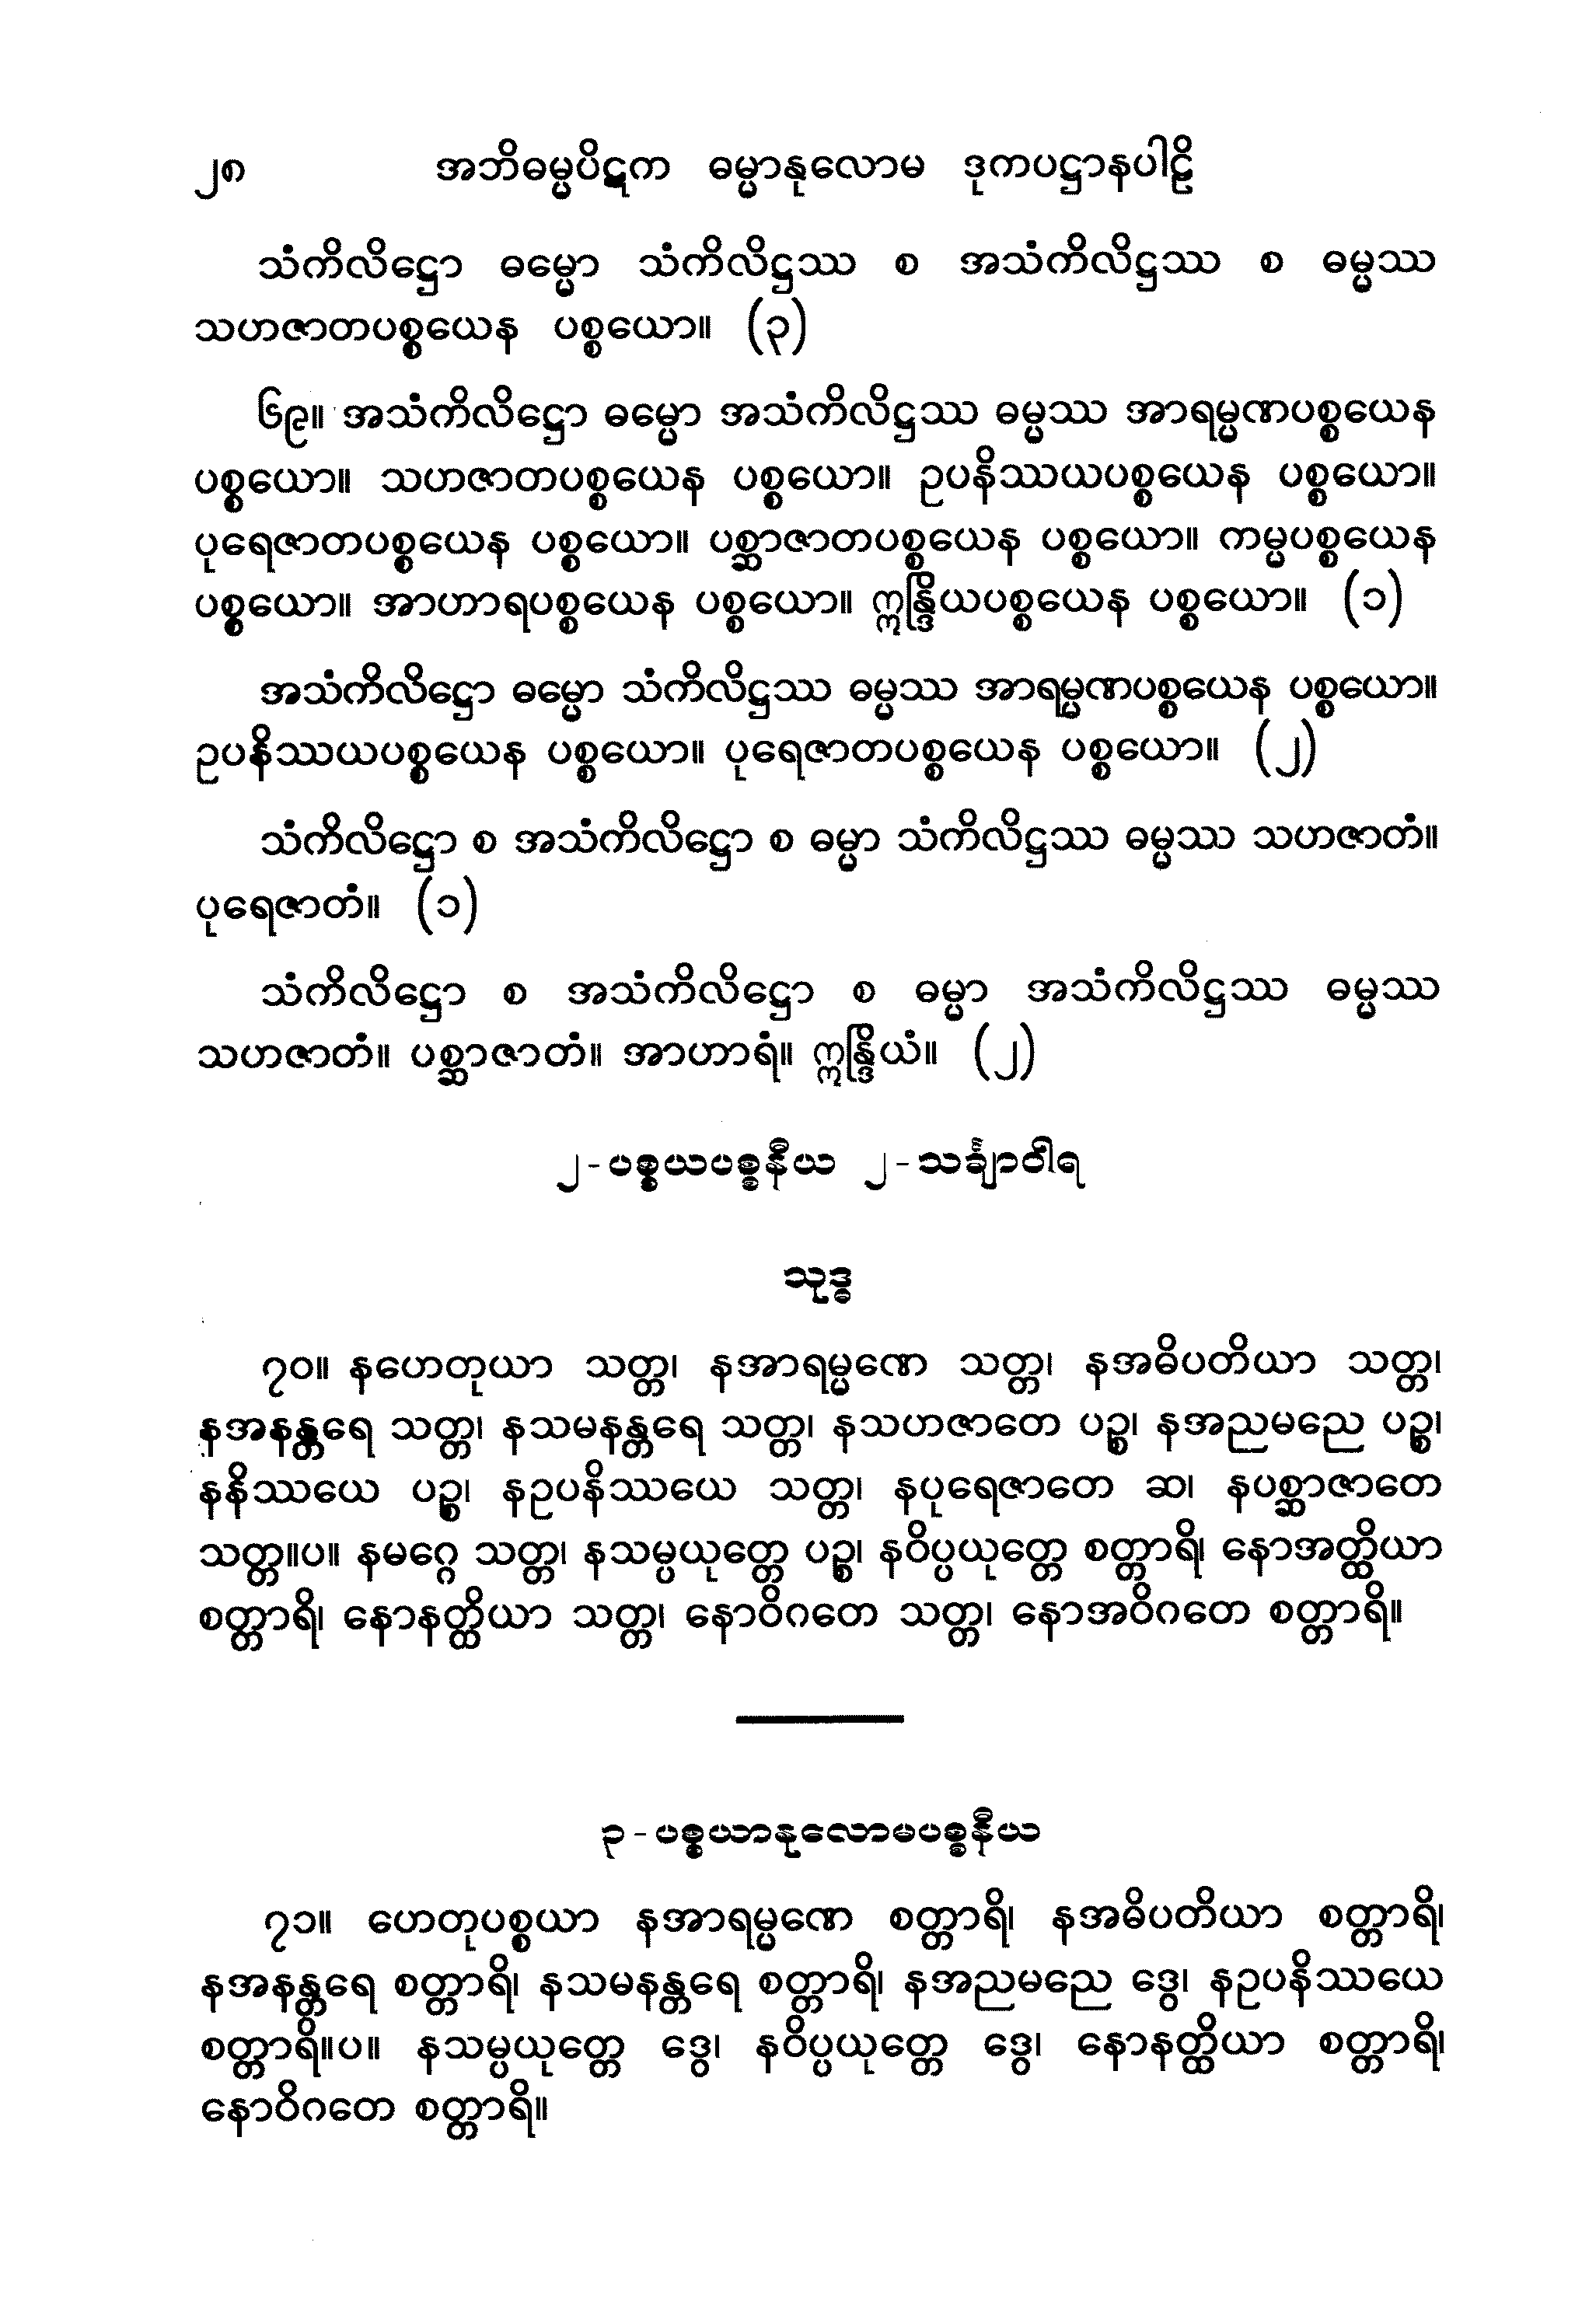 ၂၈ အဘိဓမ္မပိဋက ဓမ္မာနုလောမ ဒုကပဋ္ဌာနပါဠိ
သံကိလိဋ္ဌော ဓမ္မော သံကိလိဋ္ဌဿ စ အသံကိလိဋ္ဌဿ စ ဓမ္မဿ
သဟဇာတပစ္စယေန ပစ္စယော။ (၃)
၆၉။ အသံကိလိဋ္ဌော ဓမ္မော အသံကိလိဋ္ဌဿ ဓမ္မဿ အာရမ္မဏပစ္စယေန
ပစ္စယော။ သဟဇာတပစ္စယေန ပစ္စယော။ ဥပနိဿယပစ္စယေန ပစ္စယော။
ပုရေဇာတပစ္စယေန ပစ္စယော။ ပစ္ဆာဇာတပစ္စယေန ပစ္စယော။ ကမ္မပစ္စယေန
ပစ္စယော။ အာဟာရပစ္စယေန ပစ္စယော။ ဣန္ဒြိယပစ္စယေန ပစ္စယော။ (၁)
အသံကိလိဋ္ဌော ဓမ္မော သံကိလိဋ္ဌဿ ဓမ္မဿ အာရမ္မဏပစ္စယေန ပစ္စယော။
ဥပနိဿယပစ္စယေန ပစ္စယော။ ပုရေဇာတပစ္စယေန ပစ္စယော။ (၂)
သံကိလိဋ္ဌော စ အသံကိလိဋ္ဌော စ ဓမ္မာ သံကိလိဋ္ဌဿ ဓမ္မဿ သဟဇာတံ။
ပုရေဇာတံ။ (၁)
သံကိလိဋ္ဌော စ အသံကိလိဋ္ဌော စ ဓမ္မာ အသံကိလိဋ္ဌဿ ဓမ္မဿ
သဟဇာတံ။ ပစ္ဆာဇာတံ။ အာဟာရံ။ ဣန္ဒြိယံ။ (၂)
၂-ပစ္စယပစ္စနီယ ၂-သင်္ချာဝါရ
သုဒ္ဓ
၇၀။ နဟေတုယာ သတ္တ၊ နအာရမ္မဏေ သတ္တ၊ နအဓိပတိယာ သတ္တ၊
နအနန္တရေ သတ္တ၊ နသမနန္တရေ သတ္တ၊ နသဟဇာတေ ပဉ္စ၊ နအညမညေ ပဉ္စ၊
နနိဿယေ ပဉ္စ၊ နဥပနိဿယေ သတ္တ၊ နပုရေဇာတေ ဆ၊ နပစ္ဆာဇာတေ
သတ္တ။ပ။ နမဂ္ဂေ သတ္တ၊ နသမ္ပယုတ္တေ ပဉ္စ၊ နဝိပ္ပယုတ္တေ စတ္တာရိ၊ နောအတ္ထိယာ
စတ္တာရိ၊ နောနတ္ထိယာ သတ္တ၊ နောဝိဂတေ သတ္တ၊ နောအဝိဂတေ စတ္တာရိ။
၃-ပစ္စယာနုလောမပစ္စနီယ
၇၁။ ဟေတုပစ္စယာ နအာရမ္မဏေ စတ္တာရိ၊ နအဓိပတိယာ စတ္တာရိ၊
နအနန္တရေ စတ္တာရိ၊ နသမနန္တရေ စတ္တာရိ၊ နအညမညေ ဒွေ၊ နဥပနိဿယေ
စတ္တာရိ။ပ။ နသမ္ပယုတ္တေ ဒွေ၊ နဝိပ္ပယုတ္တေ ဒွေ၊ နောနတ္ထိယာ စတ္တာရိ၊
နောဝိဂတေ စတ္တာရိ။